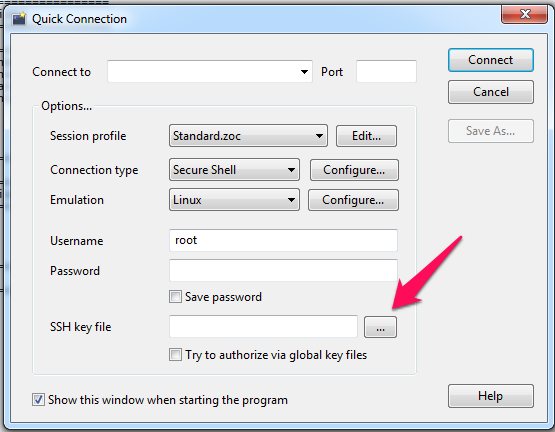 Quick Connection
Connect to
Port
Connect
Cancel
Options...
Session profile
Standard.zoc
Edit...
Save As...
Connection type
Secure Shell
Configure...
Emulation
Linux
Configure...
Username
root
Password
Save password
SSH key file
...
Try to authorize via global key files
Show this window when starting the program
Help